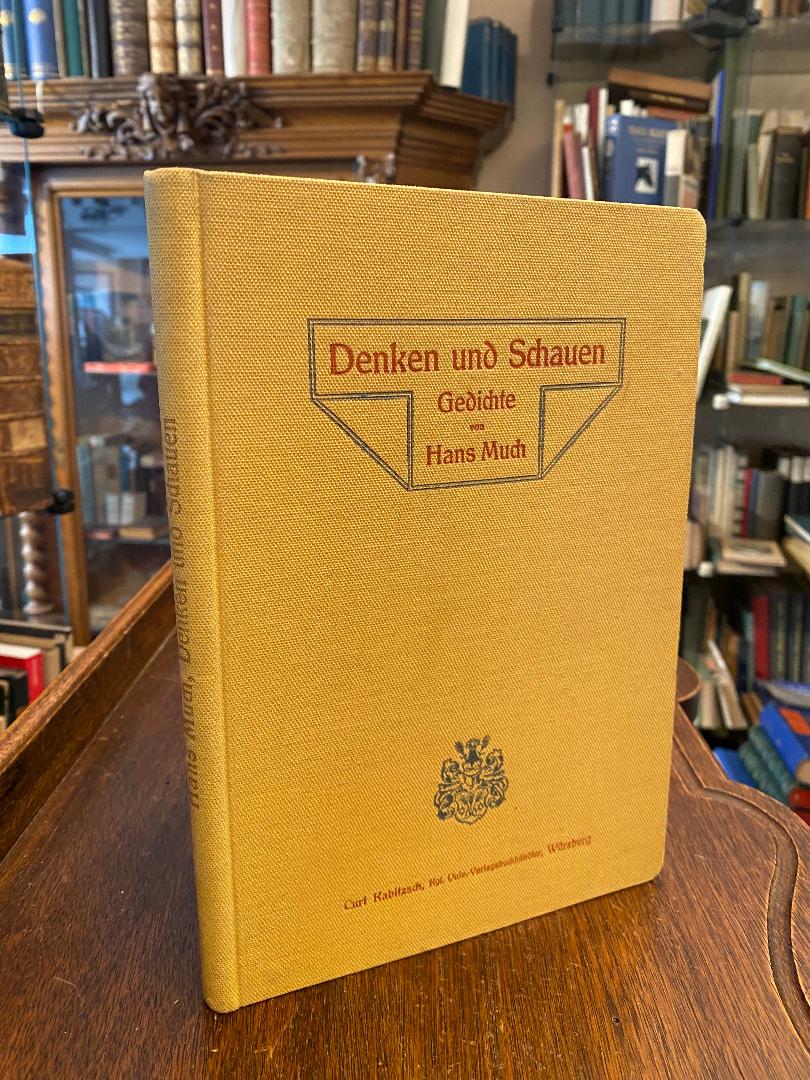 Denken und Schauen
Gedichte
von
Hans Much
Curt Kabitzsch, Kgl. Univ.-Verlagsbuchhändler, Würzburg
Hans Much, Denken und Schauen